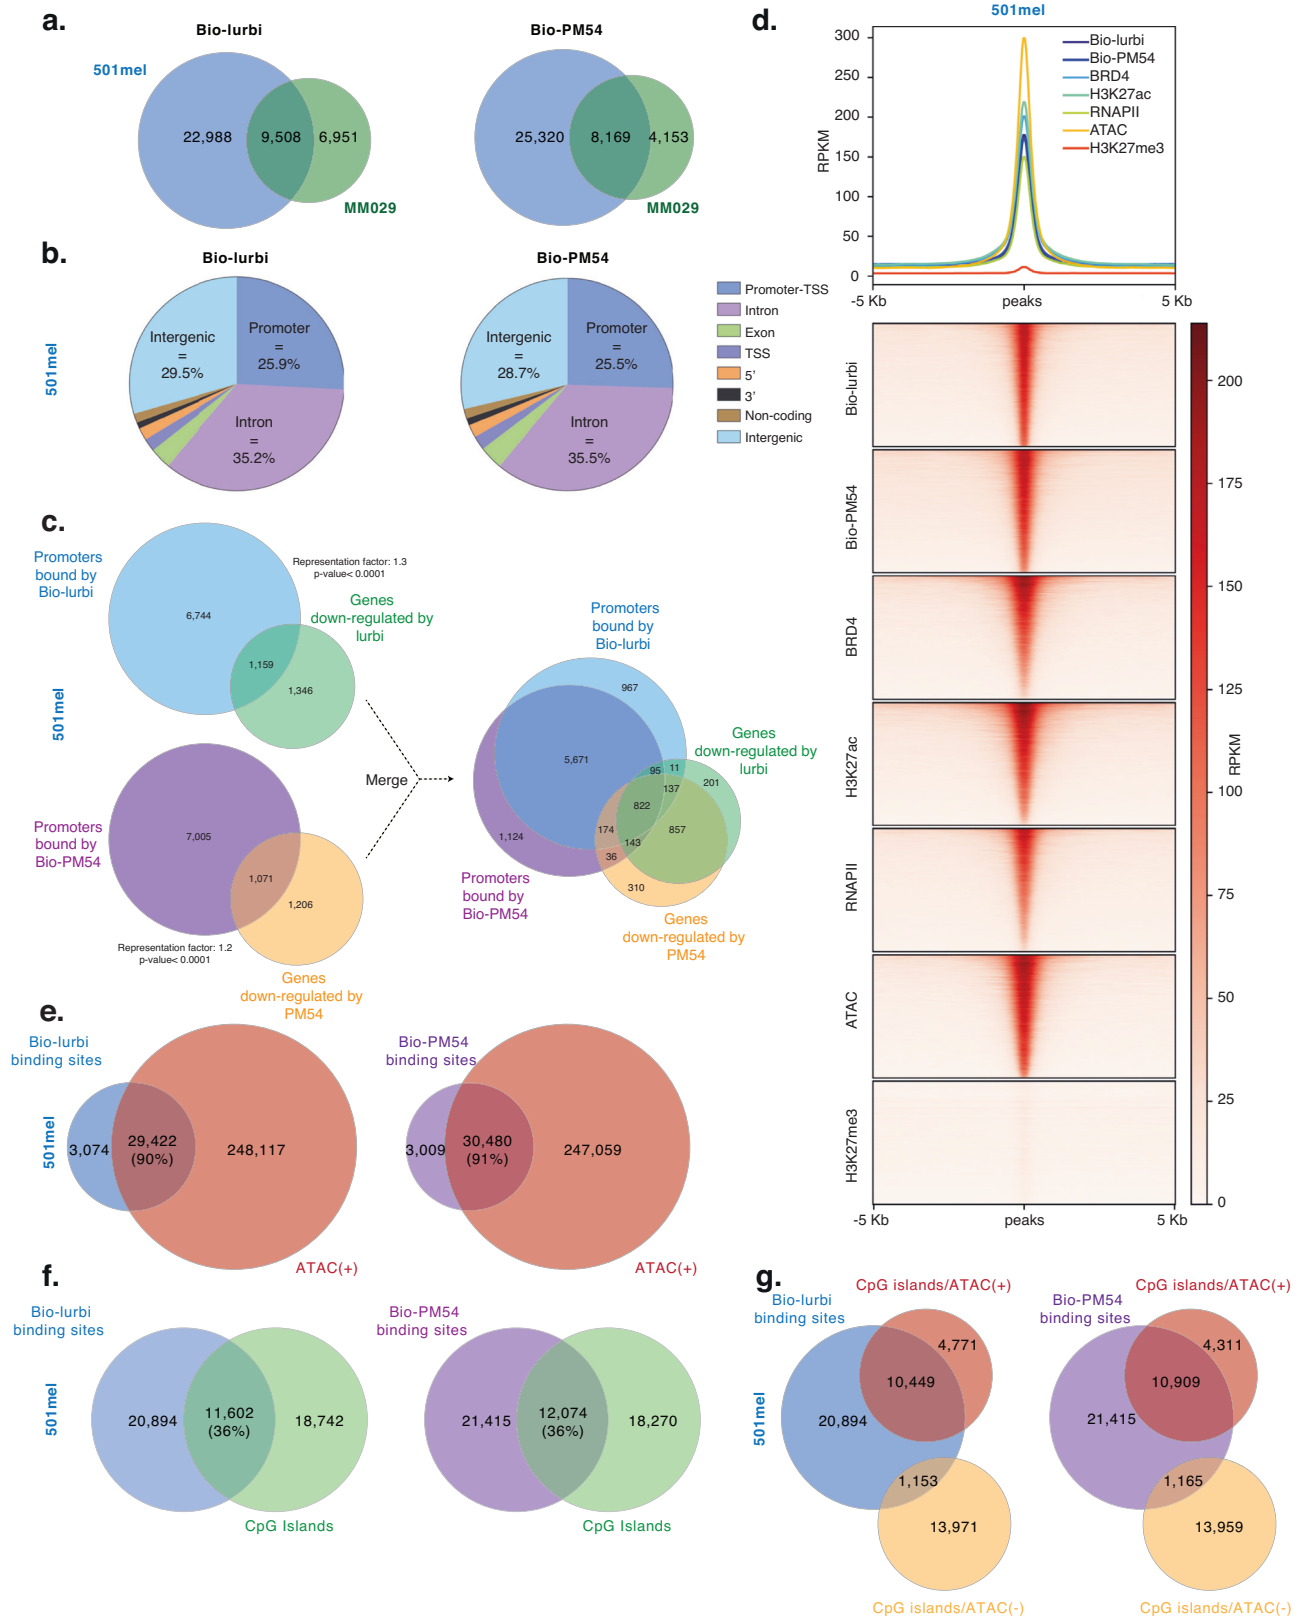 a.
Bio-lurbi
501mel
22,988
9,508
6,951
MM029
Bio-PM54
25,320
8,169
4,153
MM029
b.
Bio-lurbi
Bio-PM54
501mel
Intergenic
=
29.5%
Promoter
=
25.9%
Intron
=
35.2%
Intergenic
=
28.7%
Promoter
=
25.5%
Intron
=
35.5%
Promoter-TSS
Intron
Exon
TSS
5'
3'
Non-coding
Intergenic
c.
501mel
Promoters
bound by
Bio-lurbi
6,744
Representation factor: 1.3
p-value< 0.0001
Genes
down-regulated by
lurbi
1,159
1,346
Promoters
bound by
Bio-PM54
7,005
1,071
1,206
Representation factor: 1.2
p-value< 0.0001
Genes
down-regulated by
PM54
Merge
Promoters
bound by
Bio-lurbi
967
5,671
Genes
down-regulated by
lurbi
95
11
201
137
822
174
857
143
36
1,124
310
Promoters
bound by
Bio-PM54
Genes
down-regulated by
PM54
d.
501mel
RPKM
300
250
200
150
100
50
0
Bio-lurbi
Bio-PM54
BRD4
H3K27ac
RNAPII
ATAC
H3K27me3
-5 Kb
peaks
5 Kb
Bio-lurbi
Bio-PM54
BRD4
H3K27ac
RNAPII
ATAC
H3K27me3
-5 Kb
peaks
5 Kb
200
175
150
125
100
75
50
25
0
RPKM
e.
501mel
Bio-lurbi
binding sites
3,074
29,422
(90%)
248,117
ATAC(+)
Bio-PM54
binding sites
3,009
30,480
(91%)
247,059
ATAC(+)
f.
501mel
Bio-lurbi
binding sites
20,894
11,602
(36%)
18,742
CpG Islands
Bio-PM54
binding sites
21,415
12,074
(36%)
18,270
CpG Islands
g.
501mel
CpG islands/ATAC(+)
Bio-lurbi
binding sites
4,771
10,449
20,894
1,153
13,971
CpG islands/ATAC(-)
CpG islands/ATAC(+)
Bio-PM54
binding sites
4,311
10,909
21,415
1,165
13,959
CpG islands/ATAC(-)